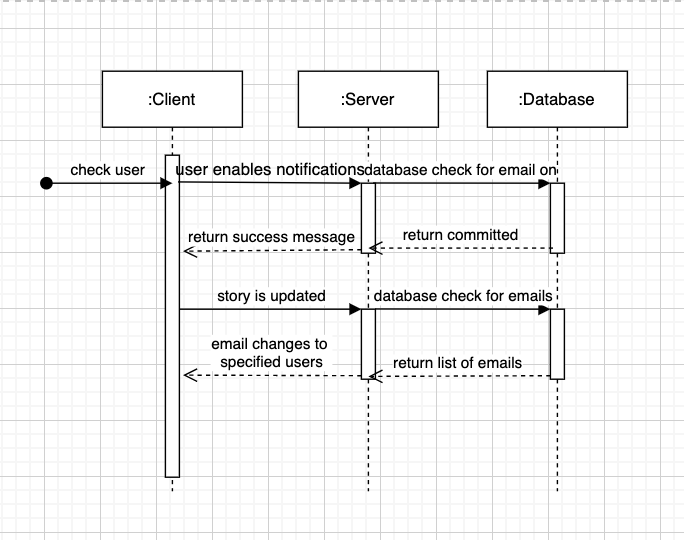 :Client
:Server
:Database
check user
user enables notifications
database check for email on
return success message
return committed
story is updated
database check for emails
email changes to
specified users
return list of emails